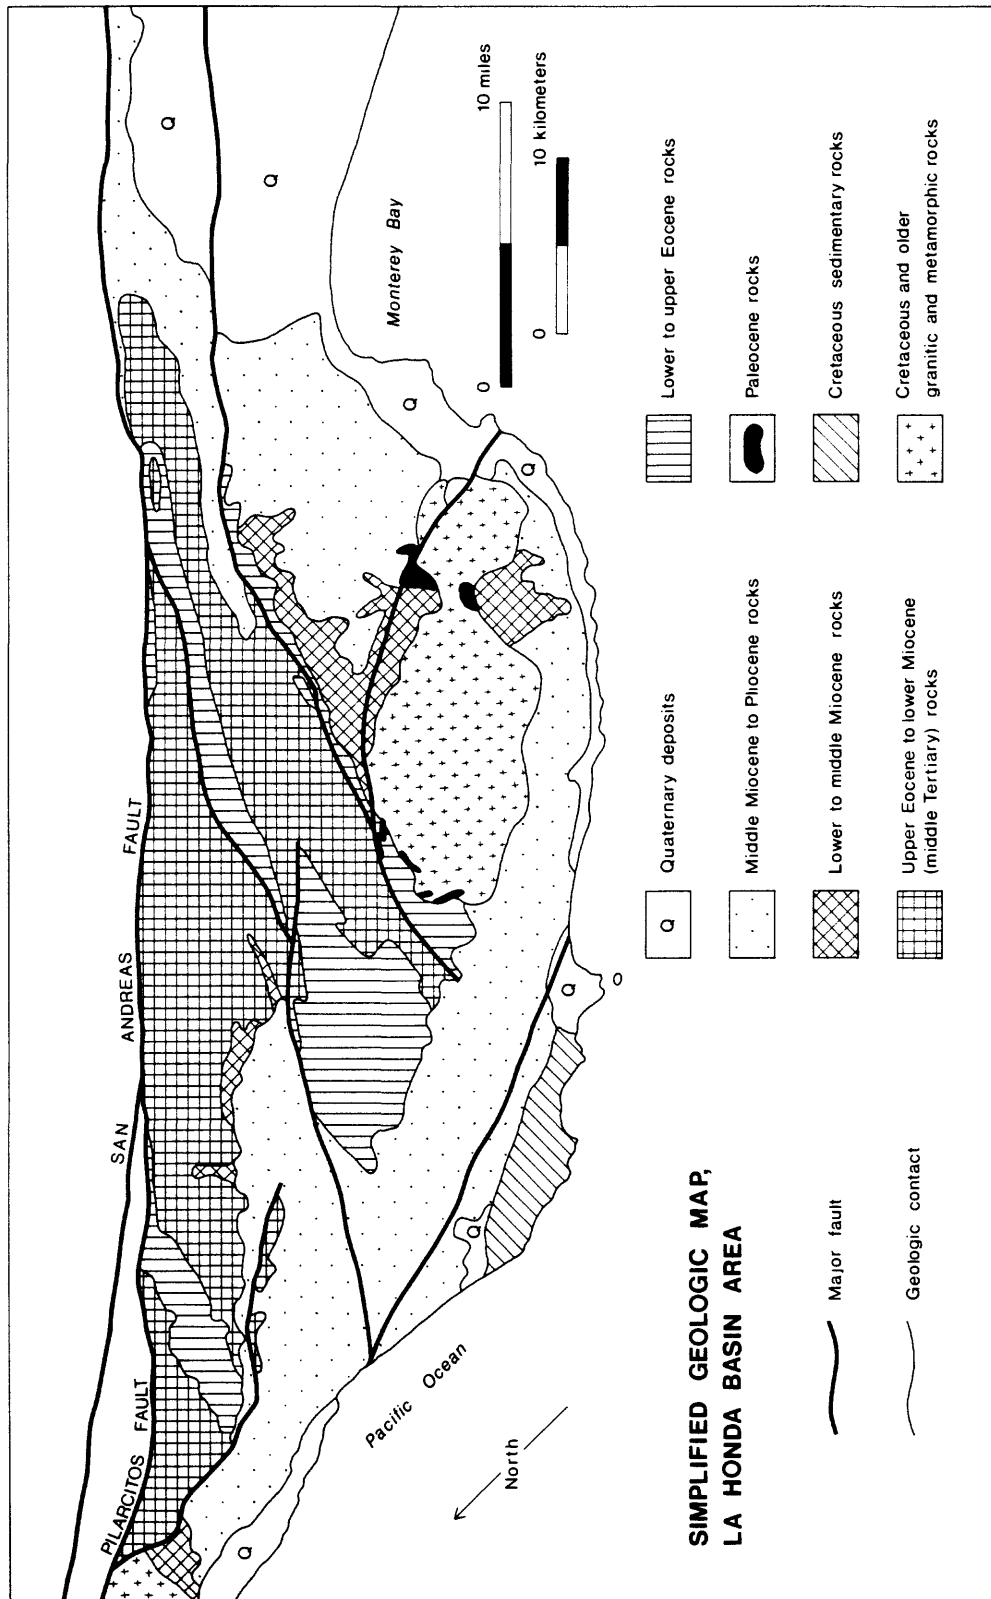 SAN ANDREAS FAULT
PILARCITOS FAULT
Q
Q
Q
Q
Q
Q
Q
Monterey Bay
Pacific Ocean
North
0 10 miles
0 10 kilometers
SIMPLIFIED GEOLOGIC MAP,
LA HONDA BASIN AREA
Major fault
Geologic contact
Q Quaternary deposits
Middle Miocene to Pliocene rocks
Lower to middle Miocene rocks
Upper Eocene to lower Miocene
(middle Tertiary) rocks
Lower to upper Eocene rocks
Paleocene rocks
Cretaceous sedimentary rocks
Cretaceous and older
granitic and metamorphic rocks